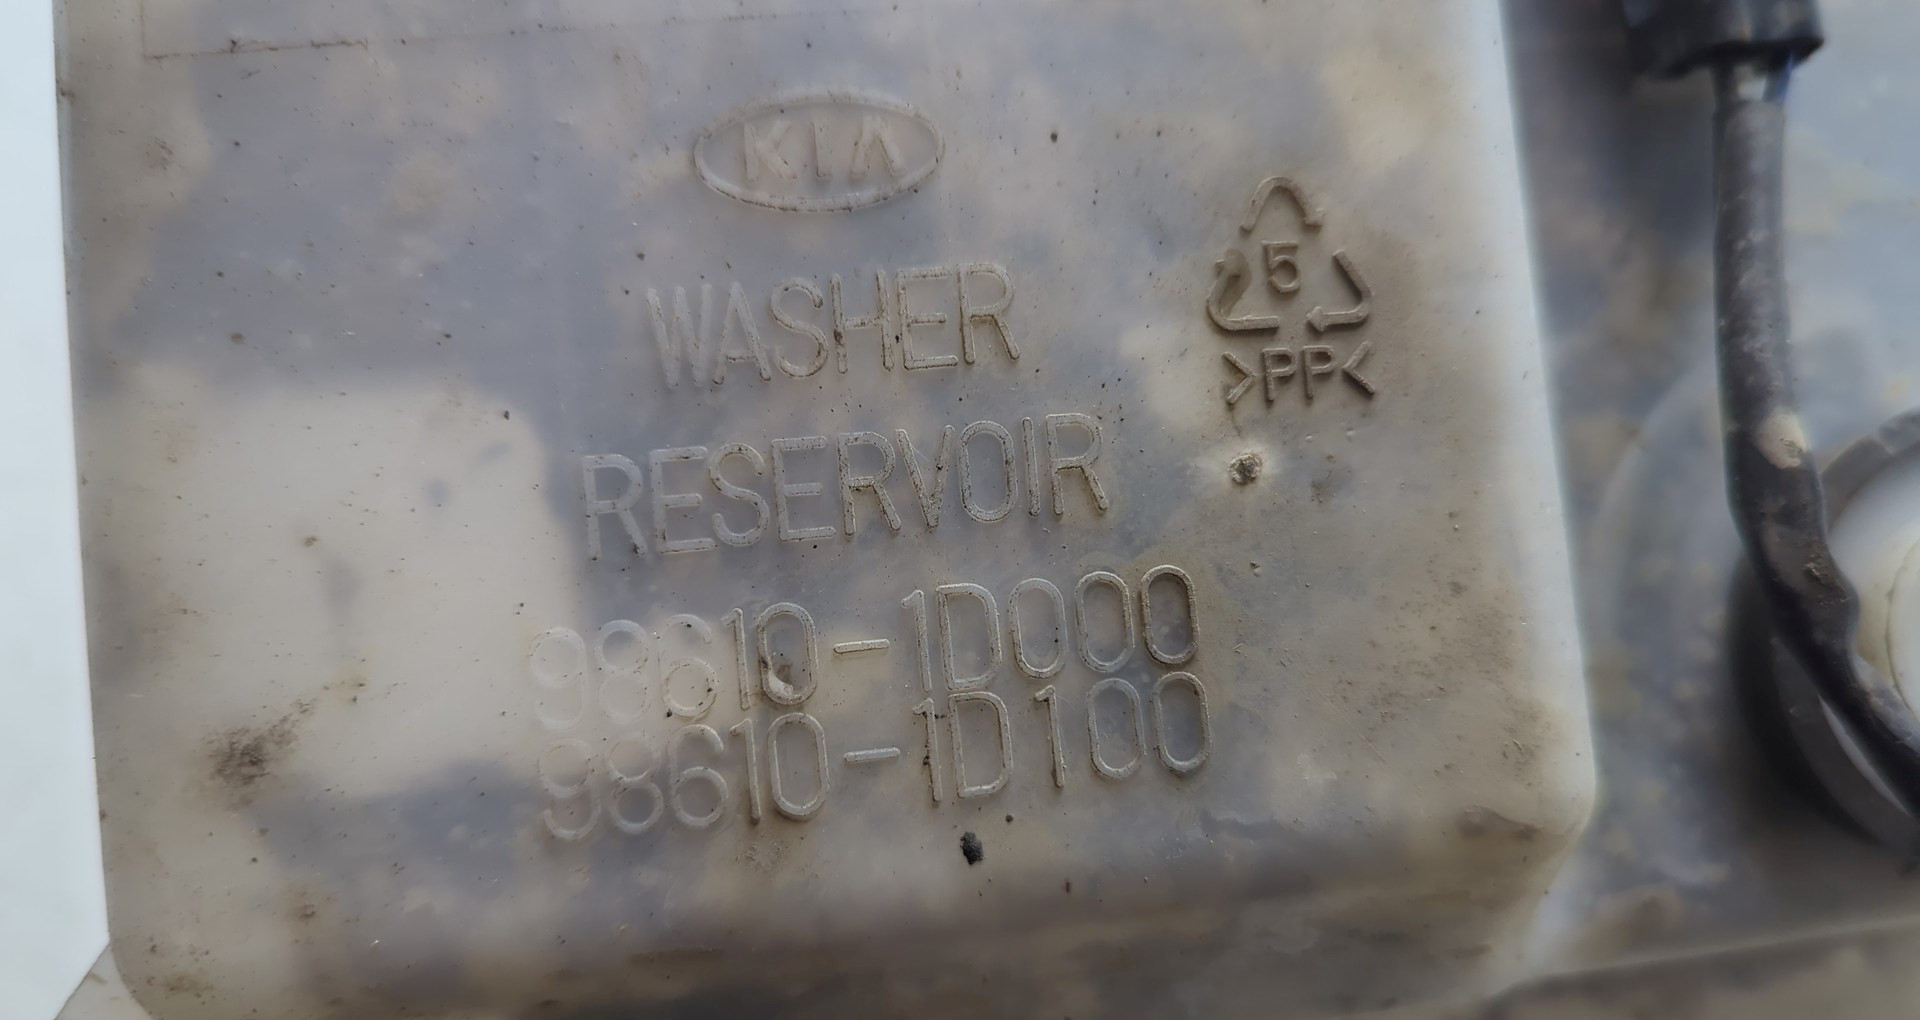 KIA
WASHER
RESERVOIR
98610-1D000
98610-1D100
5
>PP<